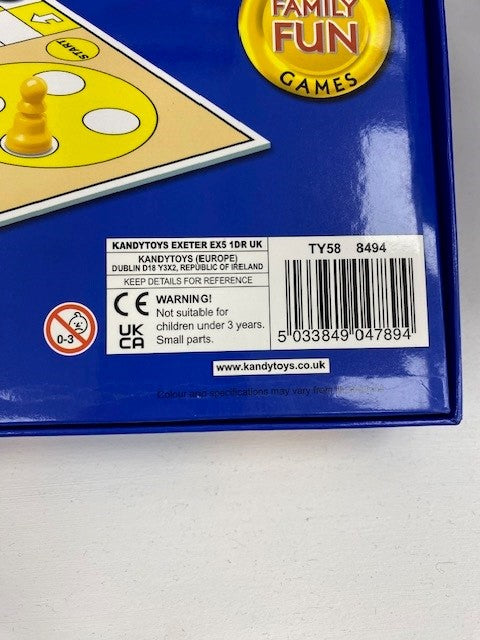 FAMILY
FUN
GAMES
START
KANDYTOYS EXETER EX5 1DR UK
KANDYTOYS (EUROPE)
DUBLIN D18 Y3X2, REPUBLIC OF IRELAND
KEEP DETAILS FOR REFERENCE
TY58 8494
CE
UK
CA
WARNING!
Not suitable for
children under 3 years.
Small parts.
0-3
5 033849 047894
www.kandytoys.co.uk
Colour and specifications may vary from